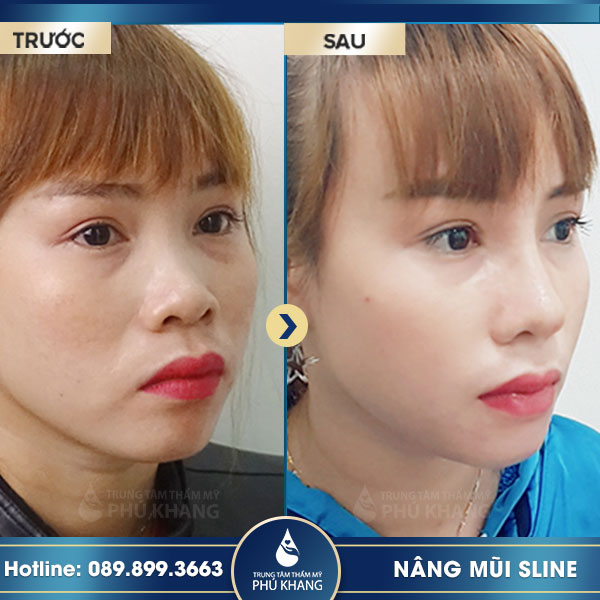 TRƯỚC
SAU
TRUNG TÂM THẨM MỸ
PHÚ KHANG
TRUNG TÂM THẨM MỸ
PHÚ KHANG
Hotline: 089.899.3663
TRUNG TÂM THẨM MỸ
PHÚ KHANG
NÂNG MŨI SLINE